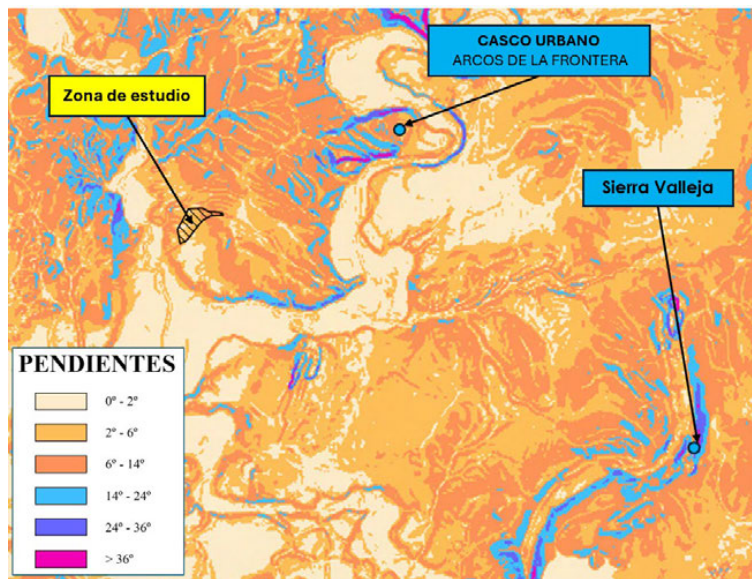 CASCO URBANO
ARCOS DE LA FRONTERA
Zona de estudio
Sierra Valleja
PENDIENTES
0º - 2º
2º - 6º
6º - 14º
14º - 24º
24º - 36º
> 36º